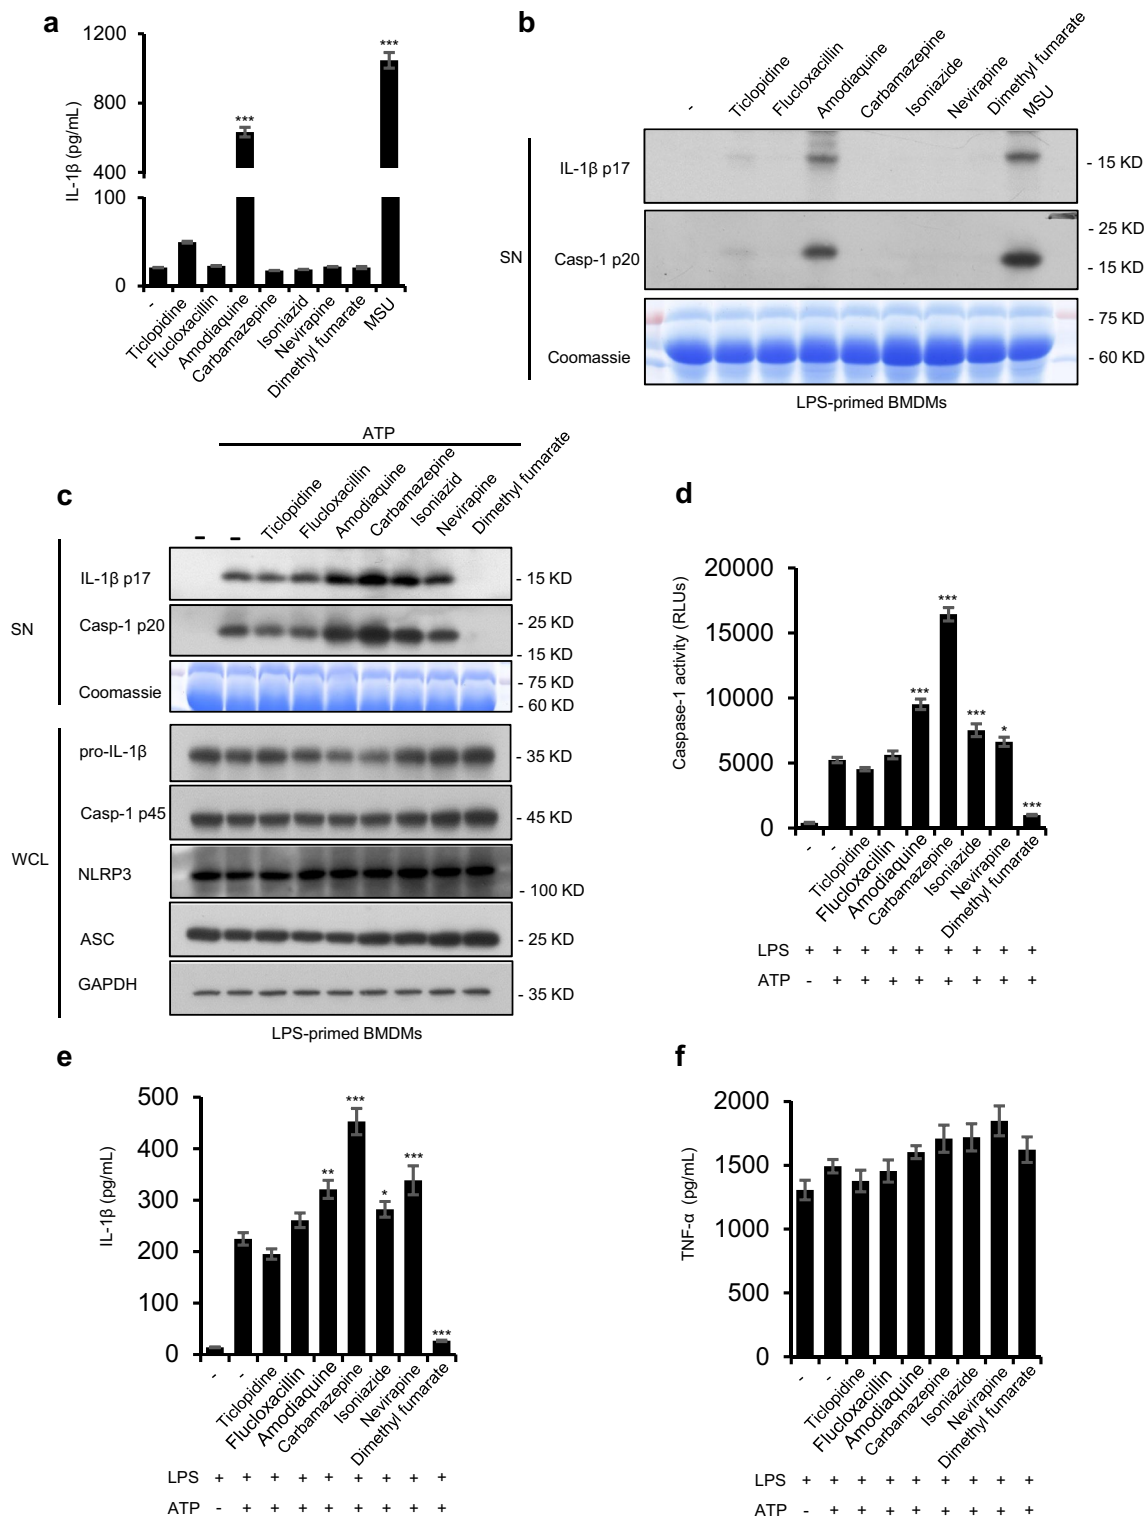 a
1200
800
400
100
0
IL-1β (pg/mL)
***
***
-
Ticlopidine
Flucloxacillin
Amodiaquine
Carbamazepine
Isoniazid
Nevirapine
Dimethyl fumarate
MSU
b
-
Ticlopidine
Flucloxacillin
Amodiaquine
Carbamazepine
Isoniazide
Nevirapine
Dimethyl fumarate
MSU
SN
IL-1β p17
- 15 KD
Casp-1 p20
- 25 KD
- 15 KD
Coomassie
- 75 KD
- 60 KD
LPS-primed BMDMs
c
ATP
-
-
Ticlopidine
Flucloxacillin
Amodiaquine
Carbamazepine
Isoniazid
Nevirapine
Dimethyl fumarate
SN
IL-1β p17
- 15 KD
Casp-1 p20
- 25 KD
- 15 KD
Coomassie
- 75 KD
- 60 KD
WCL
pro-IL-1β
- 35 KD
Casp-1 p45
- 45 KD
NLRP3
- 100 KD
ASC
- 25 KD
GAPDH
- 35 KD
LPS-primed BMDMs
d
20000
15000
10000
5000
0
Caspase-1 activity (RLUs)
***
***
***
*
***
-
-
Ticlopidine
Flucloxacillin
Amodiaquine
Carbamazepine
Isoniazide
Nevirapine
Dimethyl fumarate
LPS + + + + + + + + +
ATP - + + + + + + + +
e
500
400
300
200
100
0
IL-1β (pg/mL)
**
***
*
***
***
-
-
Ticlopidine
Flucloxacillin
Amodiaquine
Carbamazepine
Isoniazide
Nevirapine
Dimethyl fumarate
LPS + + + + + + + + +
ATP - + + + + + + + +
f
2000
1500
1000
500
0
TNF-α (pg/mL)
-
-
Ticlopidine
Flucloxacillin
Amodiaquine
Carbamazepine
Isoniazide
Nevirapine
Dimethyl fumarate
LPS + + + + + + + + +
ATP - + + + + + + + +